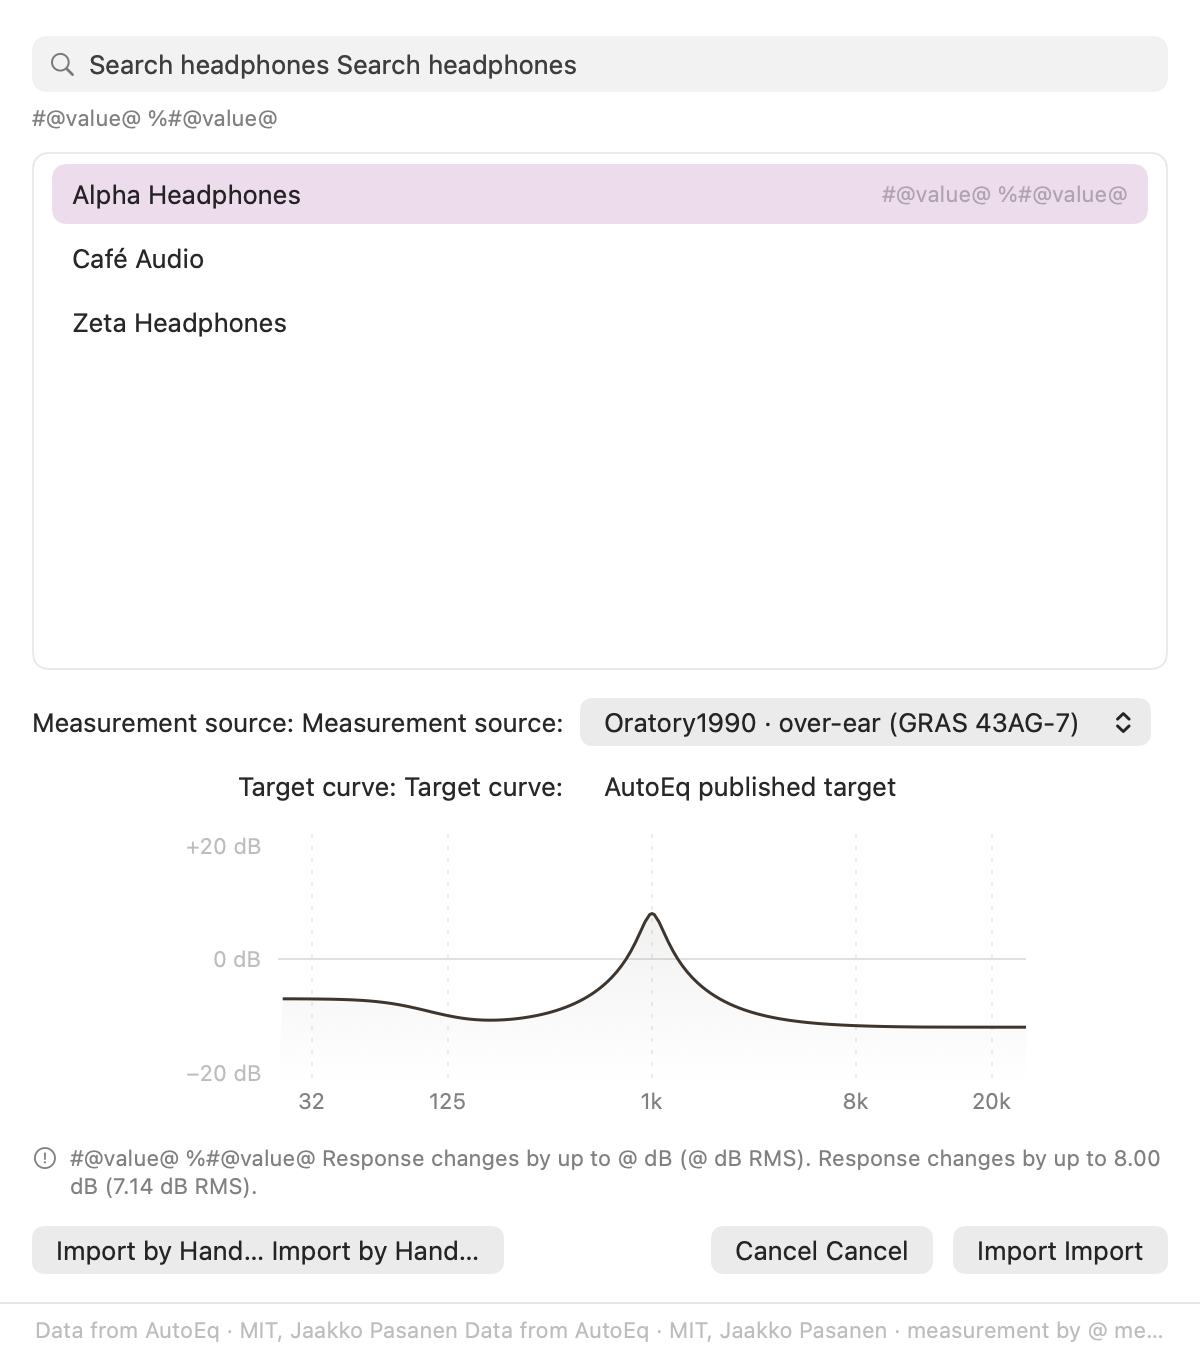 Search headphones Search headphones
#@value@ %#@value@
Alpha Headphones #@value@ %#@value@
Café Audio
Zeta Headphones
Measurement source: Measurement source: Oratory1990 · over-ear (GRAS 43AG-7)
Target curve: Target curve: AutoEq published target
+20 dB
0 dB
−20 dB
32 125 1k 8k 20k
#@value@ %#@value@ Response changes by up to @ dB (@ dB RMS). Response changes by up to 8.00
dB (7.14 dB RMS).
Import by Hand... Import by Hand... Cancel Cancel Import Import
Data from AutoEq · MIT, Jaakko Pasanen Data from AutoEq · MIT, Jaakko Pasanen · measurement by @ me...